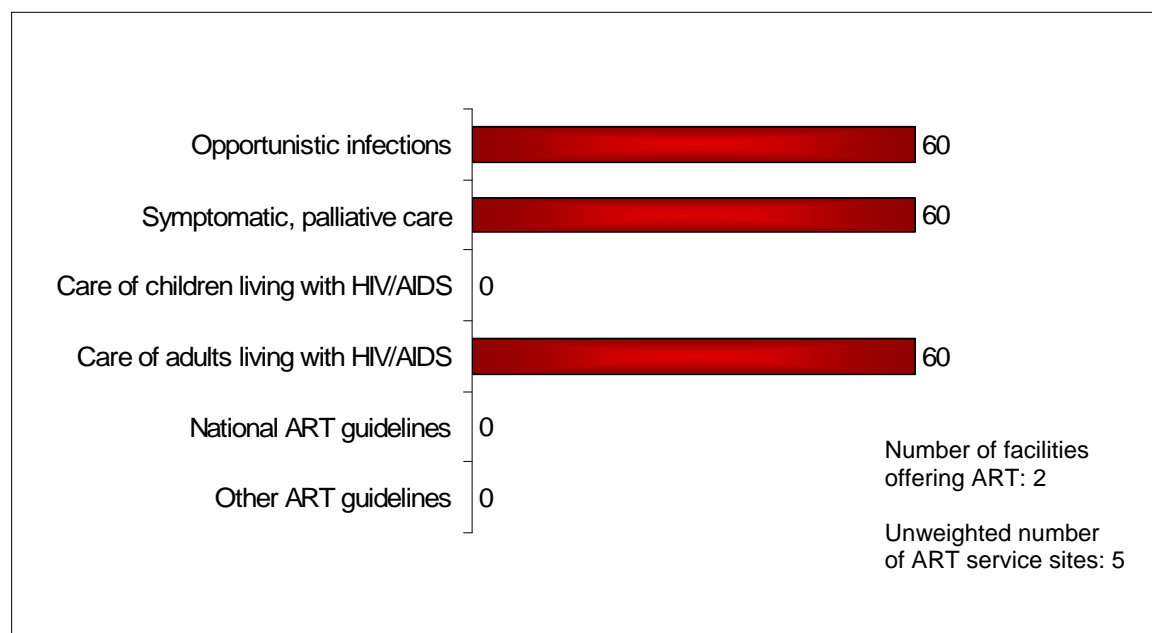 Opportunistic infections 60
Symptomatic, palliative care 60
Care of children living with HIV/AIDS 0
Care of adults living with HIV/AIDS 60
National ART guidelines 0
Other ART guidelines 0
Number of facilities
offering ART: 2
Unweighted number
of ART service sites: 5